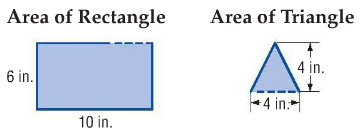 Area of Rectangle
Area of Triangle
6 in.
10 in.
4 in.
4 in.